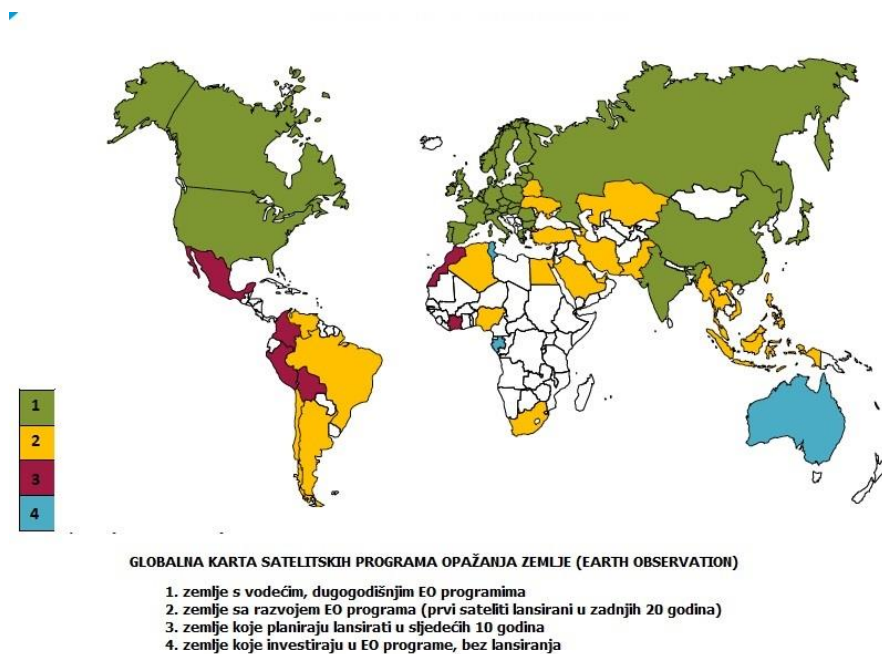 1
2
3
4
GLOBALNA KARTA SATELITSKIH PROGRAMA OPAŽANJA ZEMLJE (EARTH OBSERVATION)
1. zemlje s vodećim, dugogodišnjim EO programima
2. zemlje sa razvojem EO programa (prvi sateliti lansirani u zadnjih 20 godina)
3. zemlje koje planiraju lansirati u sljedećih 10 godina
4. zemlje koje investiraju u EO programe, bez lansiranja